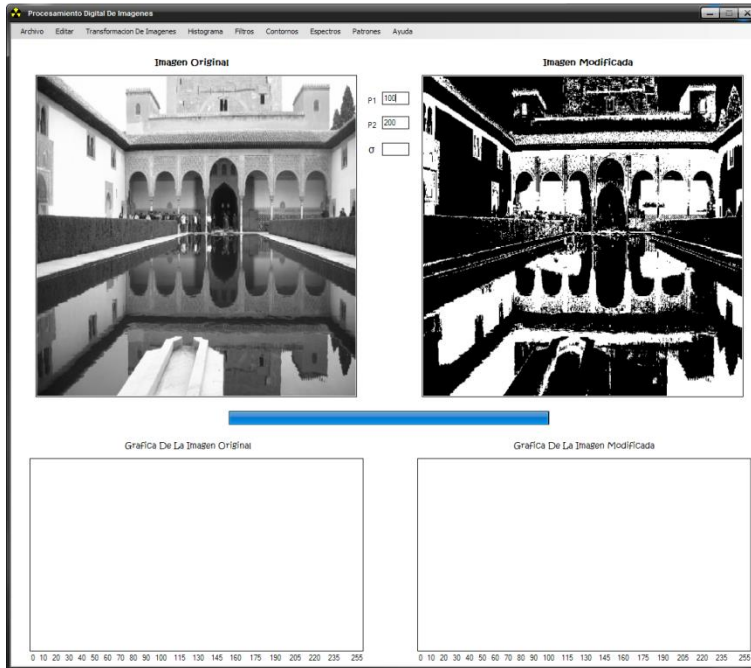 Procesamiento Digital De Imagenes
Archivo Editar Transformacion De Imagenes Histograma Filtros Contornos Espectros Patrones Ayuda
Imagen Original
Imagen Modificada
P1 100
P2 200
σ
Grafica De La Imagen Original
Grafica De La Imagen Modificada
0 10 20 30 40 50 60 70 80 90 100 115 130 145 160 175 190 205 220 235 255
0 10 20 30 40 50 60 70 80 90 100 115 130 145 160 175 190 205 220 235 255